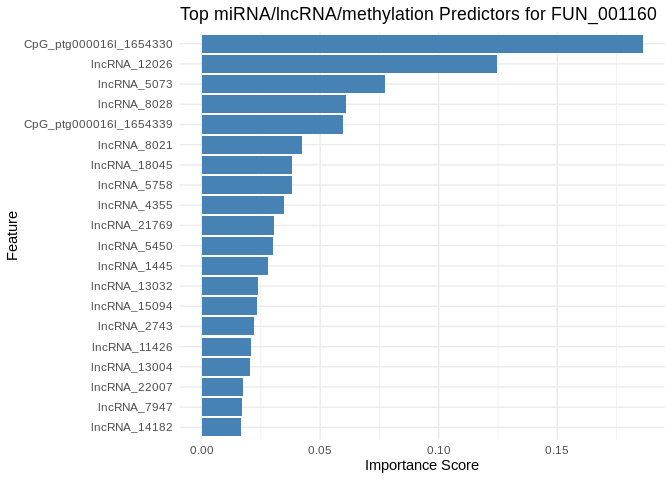 Top miRNA/lncRNA/methylation Predictors for FUN_001160
CpG_ptg000016l_1654330
lncRNA_12026
lncRNA_5073
lncRNA_8028
CpG_ptg000016l_1654339
lncRNA_8021
lncRNA_18045
lncRNA_5758
lncRNA_4355
lncRNA_21769
lncRNA_5450
lncRNA_1445
lncRNA_13032
lncRNA_15094
lncRNA_2743
lncRNA_11426
lncRNA_13004
lncRNA_22007
lncRNA_7947
lncRNA_14182
Feature
0.00 0.05 0.10 0.15
Importance Score